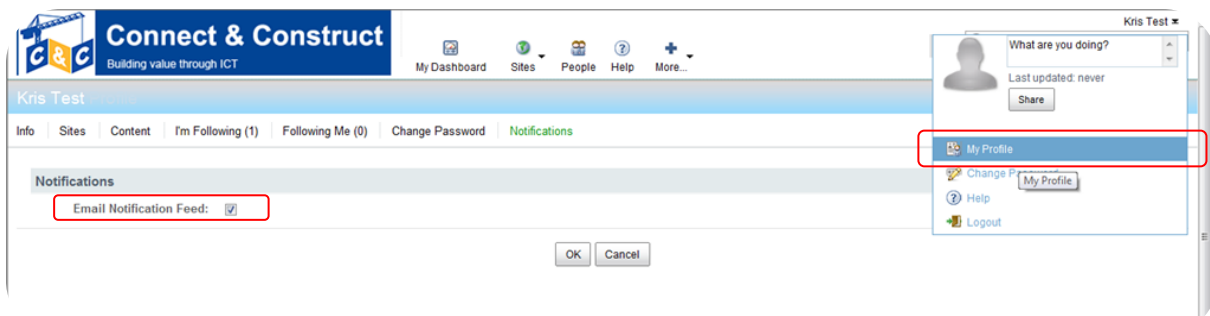 Kris Test
C&C
Connect & Construct
Building value through ICT
My Dashboard Sites People Help More...
What are you doing?
Last updated: never
Share
Kris Test Profile
Info Sites Content I'm Following (1) Following Me (0) Change Password Notifications
My Profile
Change
My Profile
Help
Logout
Notifications
Email Notification Feed:
OK Cancel